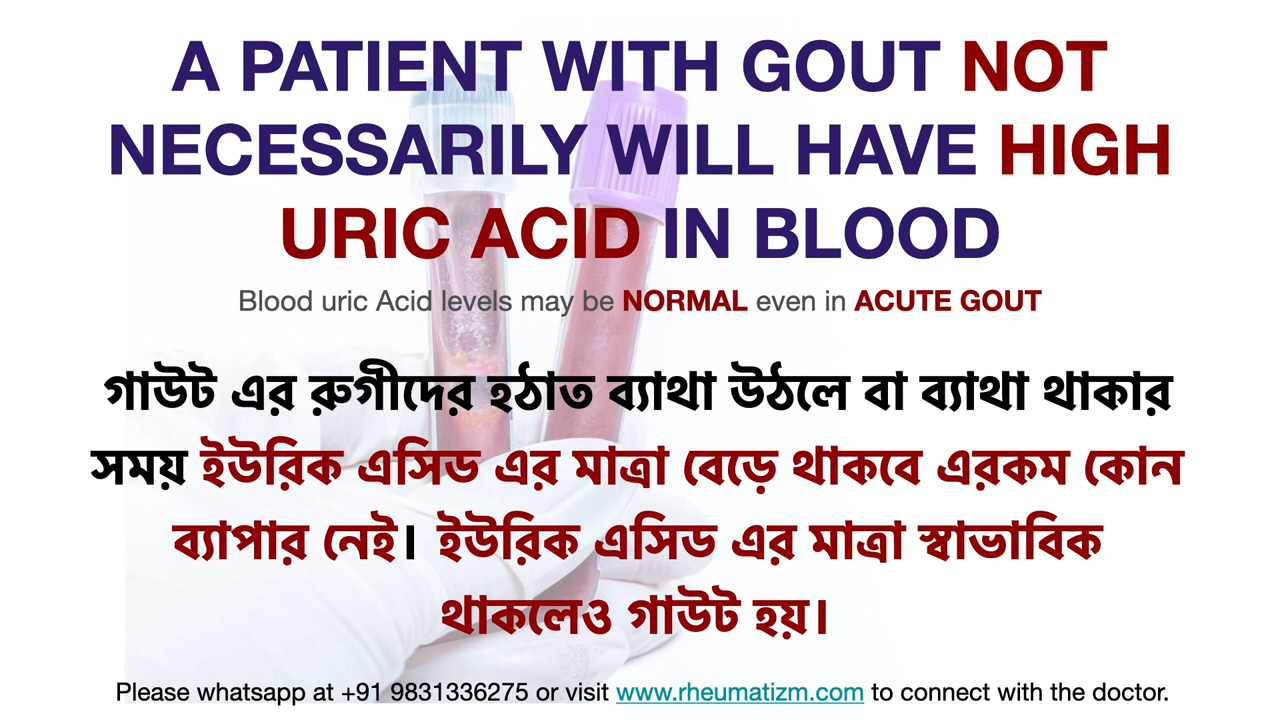 A PATIENT WITH GOUT NOT
NECESSARILY WILL HAVE HIGH
URIC ACID IN BLOOD
Blood uric Acid levels may be NORMAL even in ACUTE GOUT
গাউট এর রুগীদের হঠাত ব্যাথা উঠলে বা ব্যাথা থাকার
সময় ইউরিক এসিড এর মাত্রা বেড়ে থাকবে এরকম কোন
ব্যাপার নেই। ইউরিক এসিড এর মাত্রা স্বাভাবিক
থাকলেও গাউট হয়।
Please whatsapp at +91 9831336275 or visit www.rheumatizm.com to connect with the doctor.